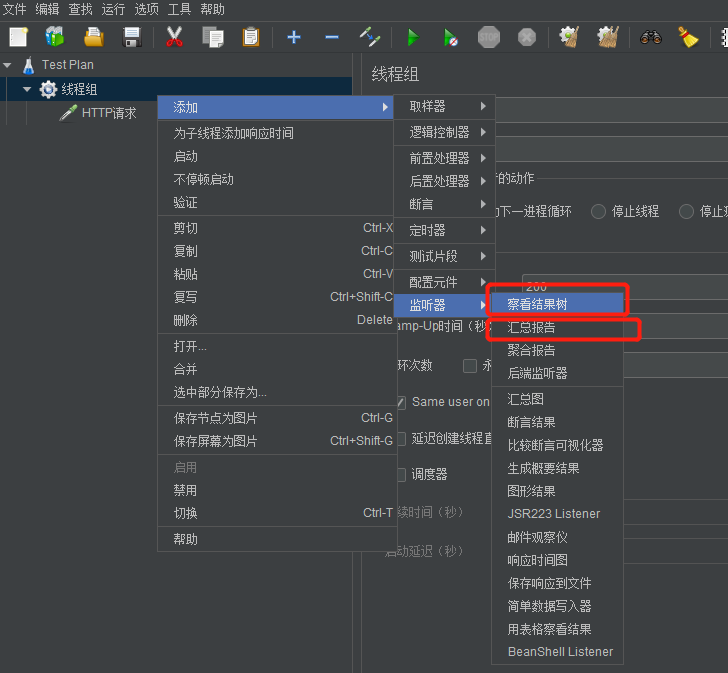 文件 编辑 查找 运行 选项 工具 帮助
STOP
Test Plan
线程组
HTTP请求
线程组
添加
为子线程添加响应时间
启动
不停顿启动
验证
剪切 Ctrl-X
复制 Ctrl-C
粘贴 Ctrl-V
复写 Ctrl+Shift-C
删除 Delete
打开...
合并
选中部分保存为...
保存节点为图片 Ctrl-G
保存屏幕为图片 Ctrl+Shift-G
启用
禁用
切换 Ctrl-T
帮助
取样器
逻辑控制器
前置处理器
后置处理器
断言
定时器
测试片段
配置元件
监听器
察看结果树
汇总报告
聚合报告
后端监听器
汇总图
断言结果
比较断言可视化器
生成概要结果
图形结果
JSR223 Listener
邮件观察仪
响应时间图
保存响应到文件
简单数据写入器
用表格察看结果
BeanShell Listener
的动作
下一进程循环 停止线程 停止
200
amp-Up时间（秒
环次数
Same user on
延迟创建线程直
调度器
续时间（秒）
启动延迟（秒）